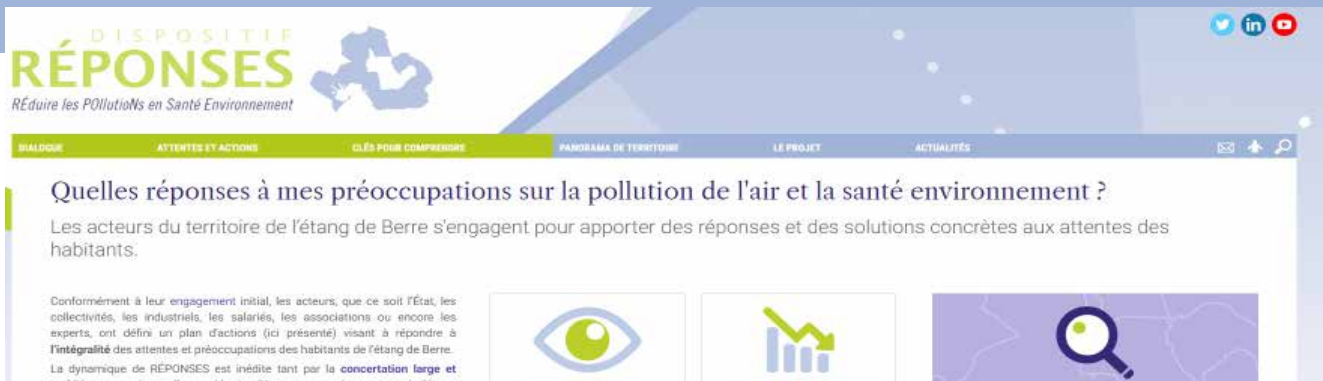 DISPOSITIF
RÉPONSES
RÉduire les POllutioNs en Santé Environnement
in
DIALOGUE ATTENTES ET ACTIONS CLÉS POUR COMPRENDRE PANORAMA DE TERRITOIRE LE PROJET ACTUALITÉS
Quelles réponses à mes préoccupations sur la pollution de l'air et la santé environnement ?
Les acteurs du territoire de l'étang de Berre s'engagent pour apporter des réponses et des solutions concrètes aux attentes des
habitants.
Conformément à leur engagement initial, les acteurs, que ce soit l'État, les
collectivités, les industriels, les salariés, les associations ou encore les
experts, ont défini un plan d'actions (ici présenté) visant à répondre à
l'intégralité des attentes et préoccupations des habitants de l'étang de Berre.
La dynamique de RÉPONSES est inédite tant par la concertation large et